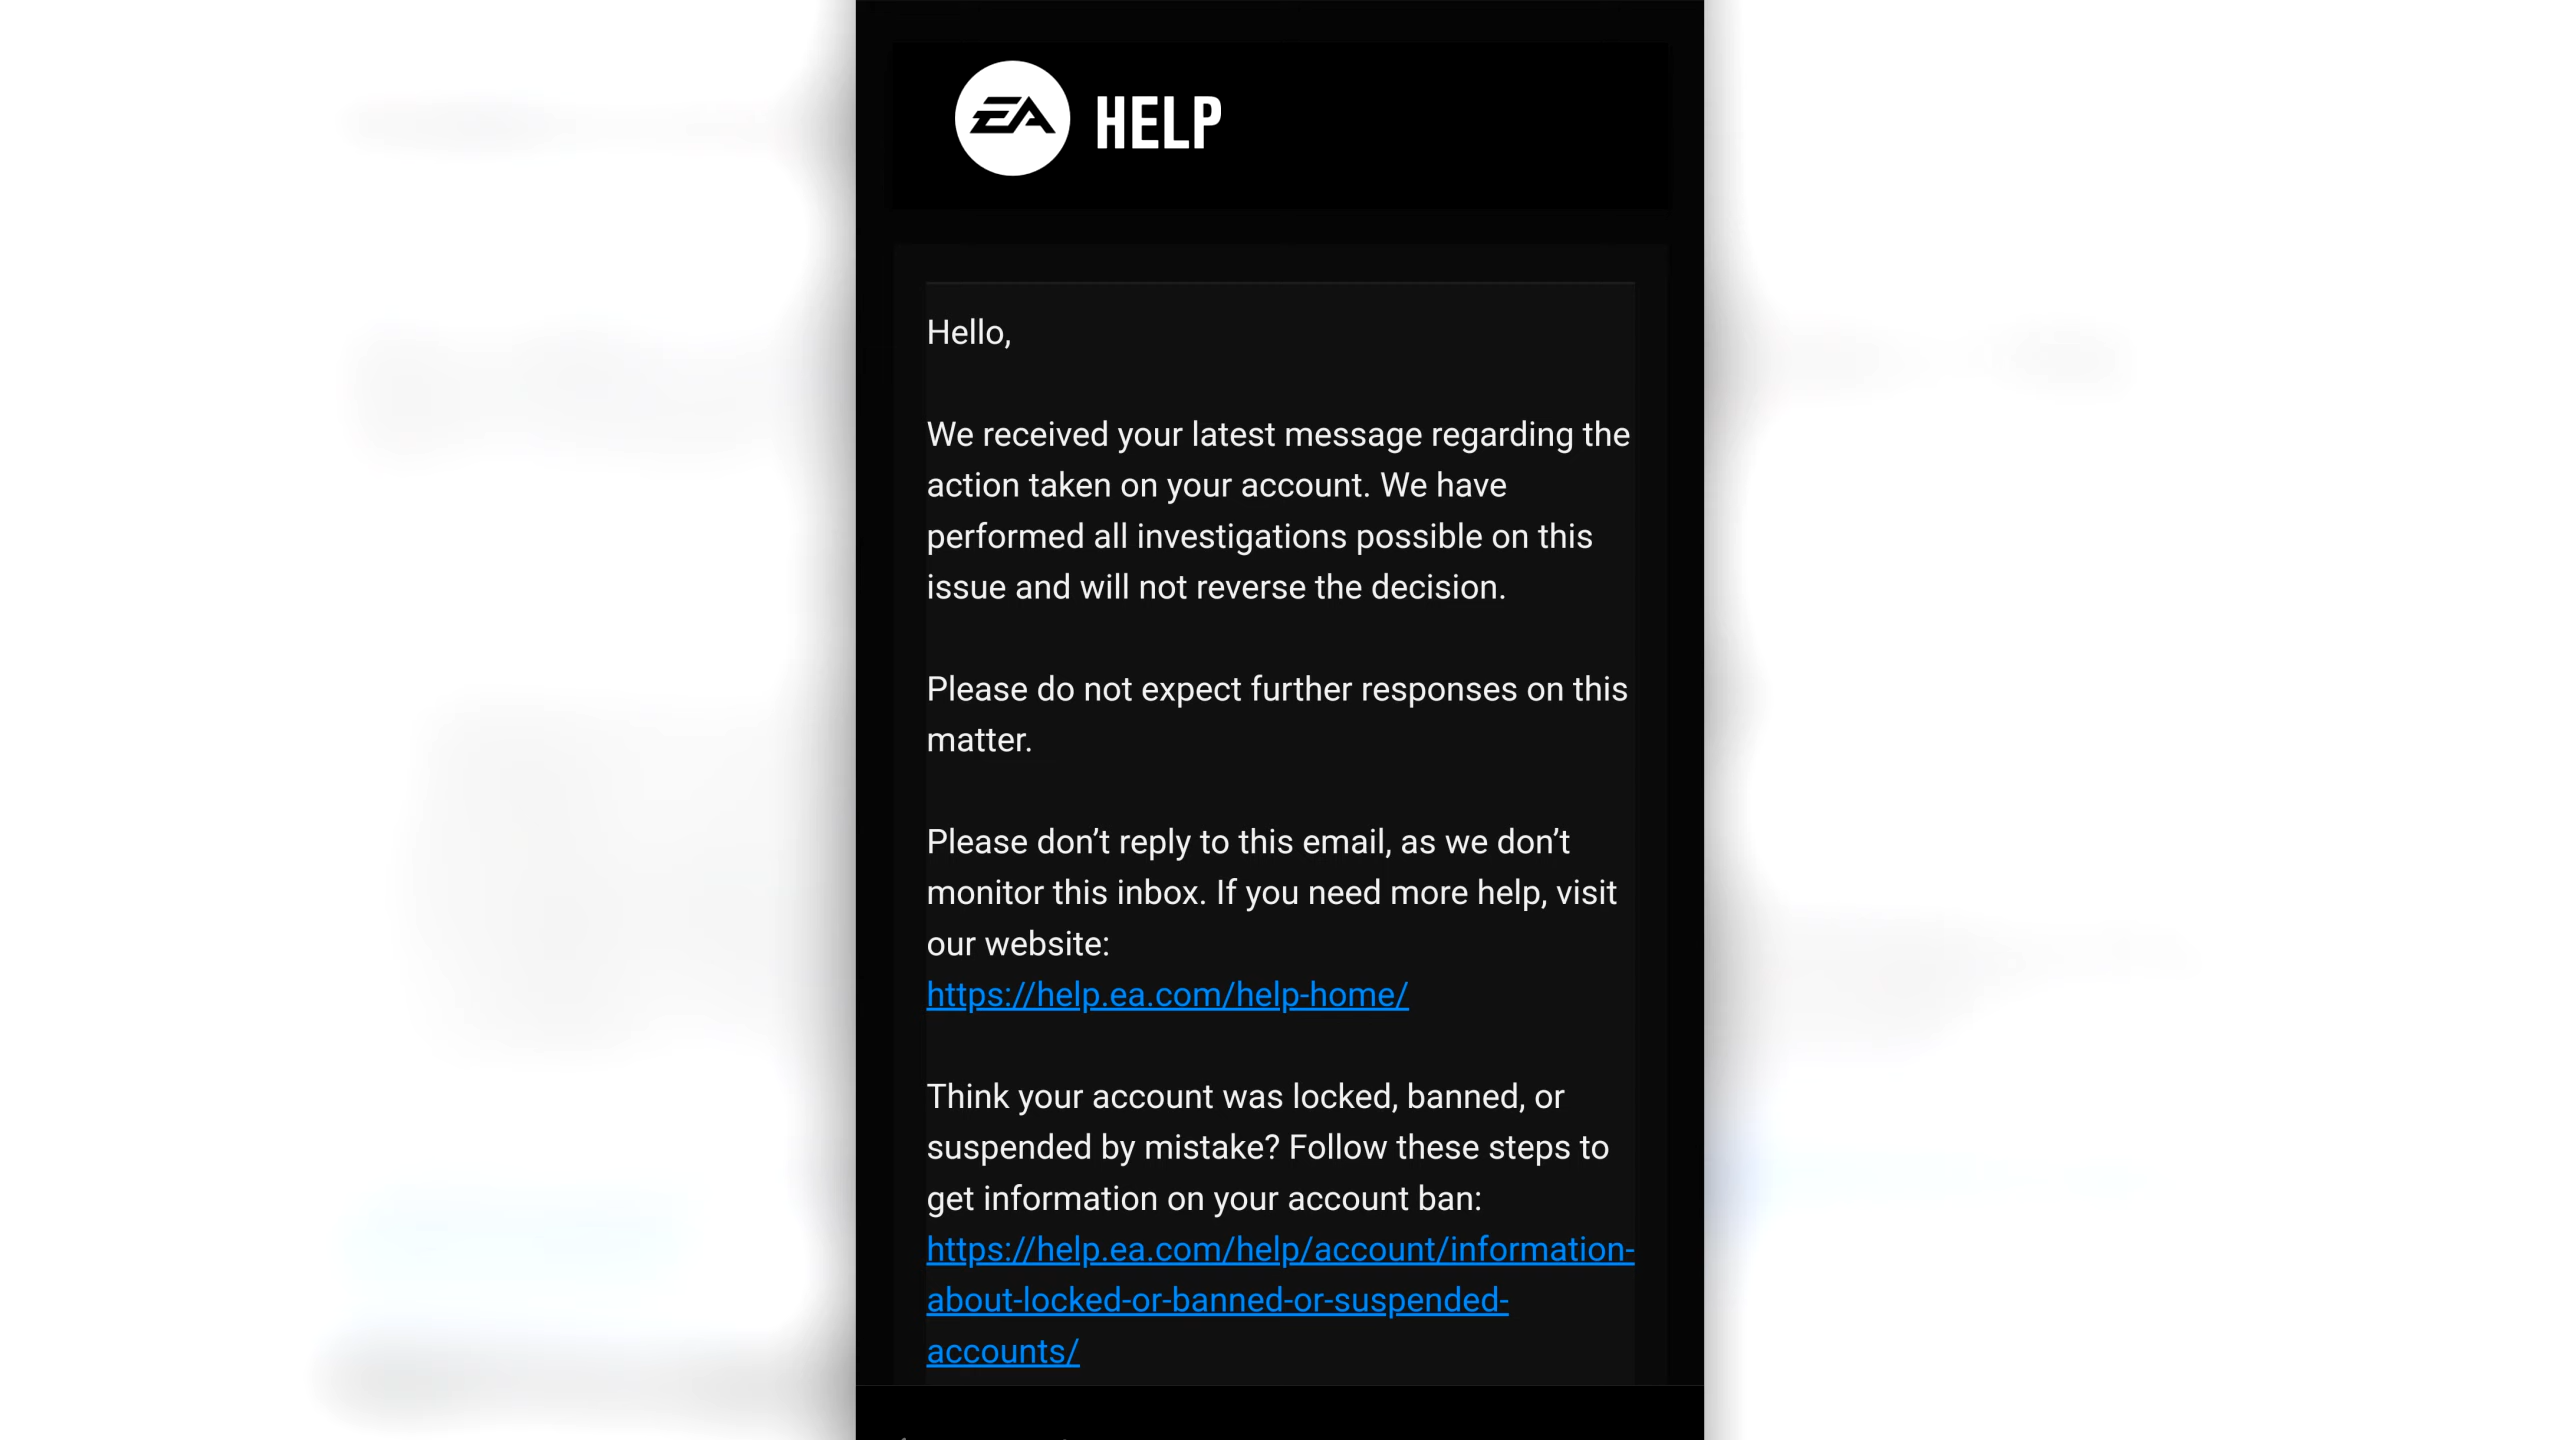 EA HELP
Hello,
We received your latest message regarding the
action taken on your account. We have
performed all investigations possible on this
issue and will not reverse the decision.
Please do not expect further responses on this
matter.
Please don’t reply to this email, as we don’t
monitor this inbox. If you need more help, visit
our website:
https://help.ea.com/help-home/
Think your account was locked, banned, or
suspended by mistake? Follow these steps to
get information on your account ban:
https://help.ea.com/help/account/information-
about-locked-or-banned-or-suspended-
accounts/